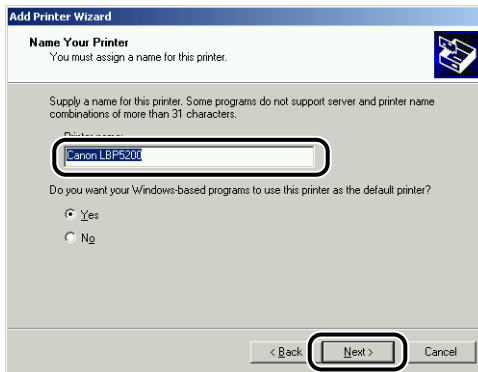 Add Printer Wizard
Name Your Printer
You must assign a name for this printer.
Supply a name for this printer. Some programs do not support server and printer name
combinations of more than 31 characters.
Printer name:
Canon LBP5200
Do you want your Windows-based programs to use this printer as the default printer?
Yes
No
< Back
Next >
Cancel